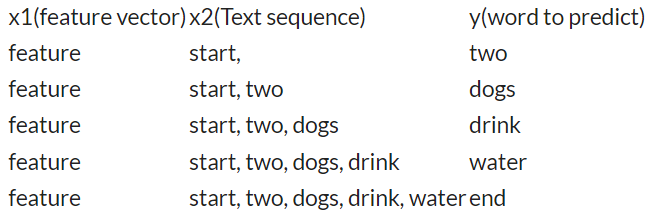 x1(feature vector) x2(Text sequence) y(word to predict)
feature start, two
feature start, two dogs
feature start, two, dogs drink
feature start, two, dogs, drink water
feature start, two, dogs, drink, water end